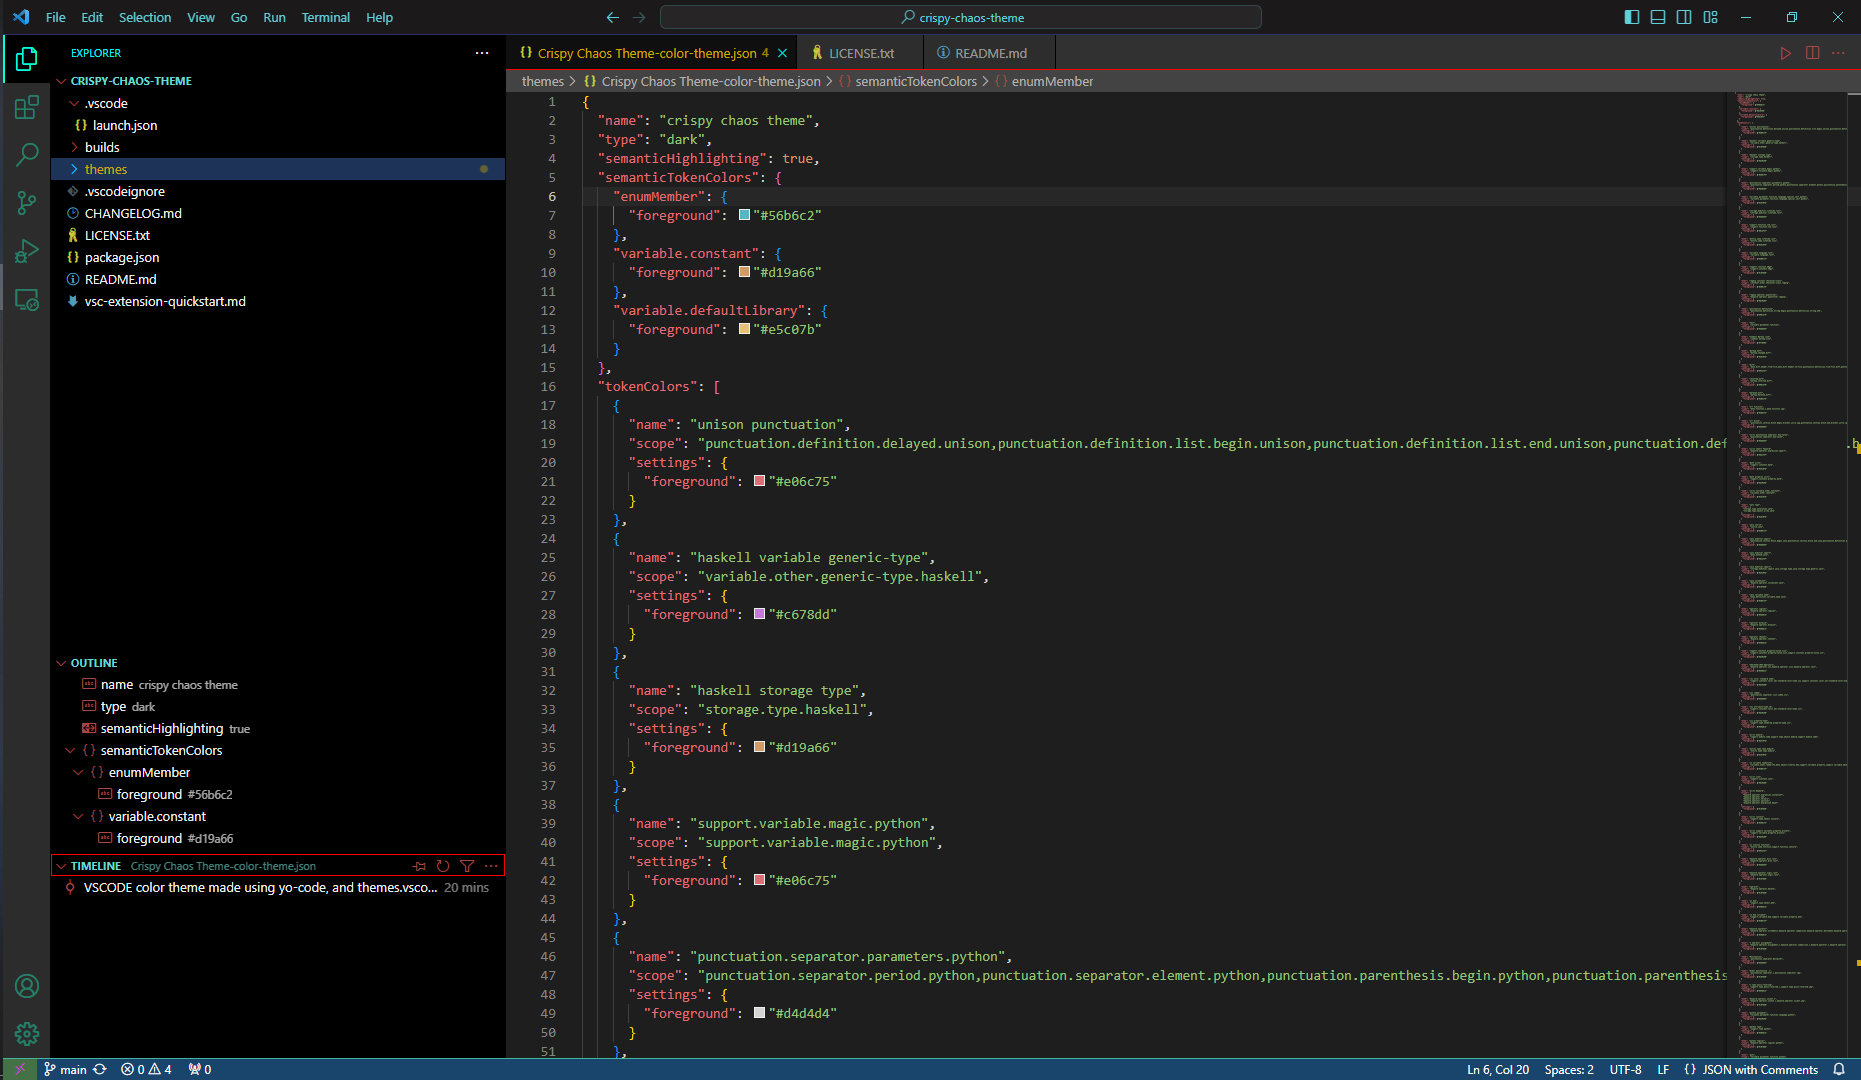 File Edit Selection View Go Run Terminal Help
crispy-chaos-theme
EXPLORER
CRISPY-CHAOS-THEME
.vscode
{} launch.json
builds
themes
.vscodeignore
CHANGELOG.md
LICENSE.txt
{} package.json
README.md
vsc-extension-quickstart.md
OUTLINE
name crispy chaos theme
type dark
semanticHighlighting true
{} semanticTokenColors
{} enumMember
foreground #56b6c2
{} variable.constant
foreground #d19a66
TIMELINE Crispy Chaos Theme-color-theme.json
VSCODE color theme made using yo-code, and themes.vsco... 20 mins
{} Crispy Chaos Theme-color-theme.json 4
LICENSE.txt
README.md
themes > {} Crispy Chaos Theme-color-theme.json > {} semanticTokenColors > {} enumMember
1 {
2 "name": "crispy chaos theme",
3 "type": "dark",
4 "semanticHighlighting": true,
5 "semanticTokenColors": {
6 "enumMember": {
7 "foreground": "#56b6c2"
8 },
9 "variable.constant": {
10 "foreground": "#d19a66"
11 },
12 "variable.defaultLibrary": {
13 "foreground": "#e5c07b"
14 }
15 },
16 "tokenColors": [
17 {
18 "name": "unison punctuation",
19 "scope": "punctuation.definition.delayed.unison,punctuation.definition.list.begin.unison,punctuation.definition.list.end.unison,punctuation.def
20 "settings": {
21 "foreground": "#e06c75"
22 }
23 },
24 {
25 "name": "haskell variable generic-type",
26 "scope": "variable.other.generic-type.haskell",
27 "settings": {
28 "foreground": "#c678dd"
29 }
30 },
31 {
32 "name": "haskell storage type",
33 "scope": "storage.type.haskell",
34 "settings": {
35 "foreground": "#d19a66"
36 }
37 },
38 {
39 "name": "support.variable.magic.python",
40 "scope": "support.variable.magic.python",
41 "settings": {
42 "foreground": "#e06c75"
43 }
44 },
45 {
46 "name": "punctuation.separator.parameters.python",
47 "scope": "punctuation.separator.period.python,punctuation.separator.element.python,punctuation.parenthesis.begin.python,punctuation.parenthesis
48 "settings": {
49 "foreground": "#d4d4d4"
50 }
51 },
main 0 4 0
Ln 6, Col 20 Spaces: 2 UTF-8 LF {} JSON with Comments